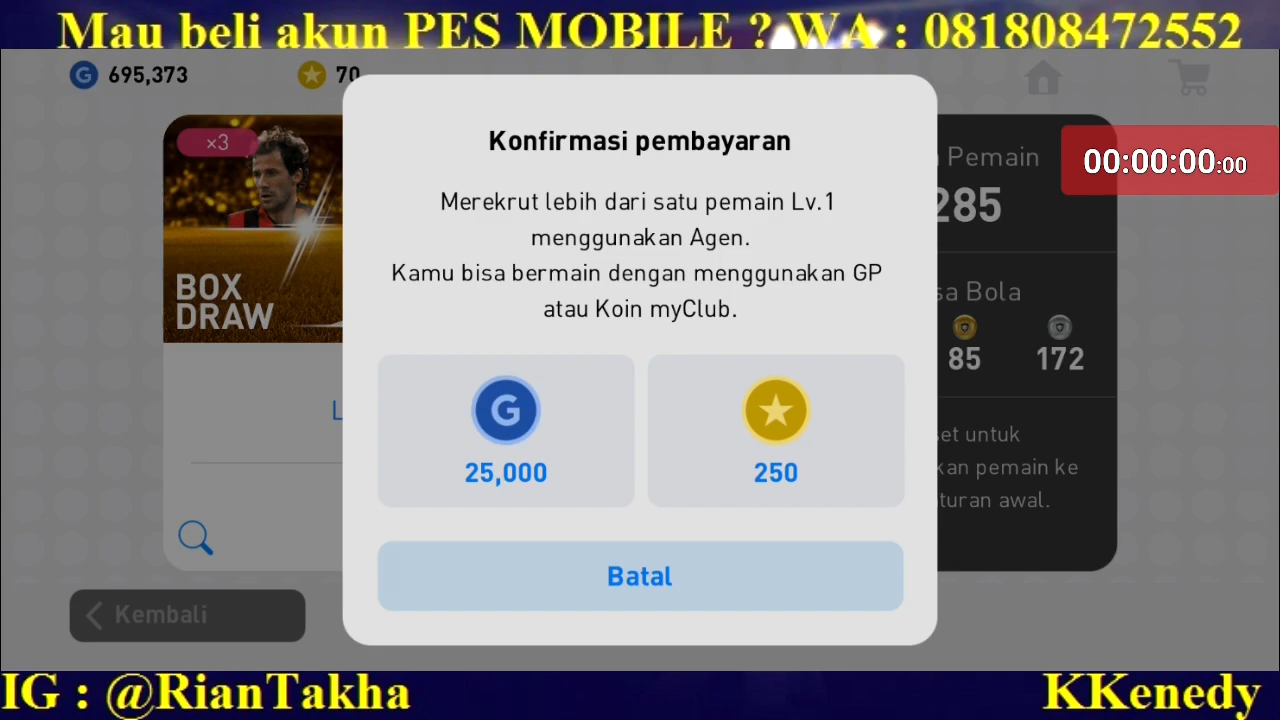 Mau beli akun PES MOBILE ? WA : 081808472552
695,373
70
×3
BOX
DRAW
Konfirmasi pembayaran
Merekrut lebih dari satu pemain Lv.1
menggunakan Agen.
Kamu bisa bermain dengan menggunakan GP
atau Koin myClub.
25,000
250
Batal
Pemain
285
00:00:00:00
sa Bola
85
172
set untuk
kan pemain ke
turan awal.
Kembali
IG : @RianTakha
KKenedy